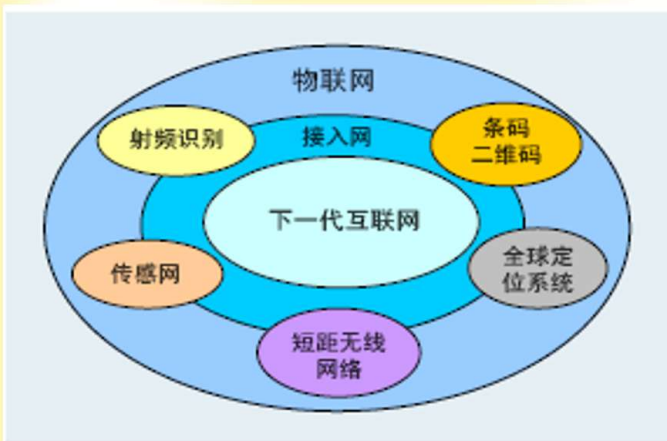 物联网
射频识别
接入网
条码
二维码
下一代互联网
传感网
全球定
位系统
短距无线
网络